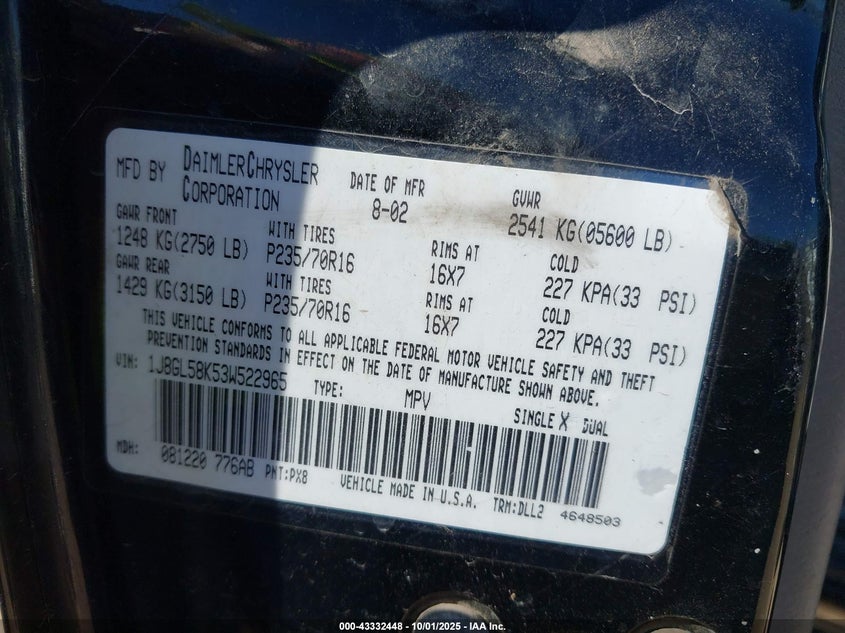 MFD BY DAIMLERCHRYSLER CORPORATION
DATE OF MFR 8-02
GVWR 2541 KG(05600 LB)
GAWR FRONT 1248 KG(2750 LB)
WITH TIRES P235/70R16
RIMS AT 16X7
COLD 227 KPA(33 PSI)
GAWR REAR 1429 KG(3150 LB)
WITH TIRES P235/70R16
RIMS AT 16X7
COLD 227 KPA(33 PSI)
THIS VEHICLE CONFORMS TO ALL APPLICABLE FEDERAL MOTOR VEHICLE SAFETY AND THEFT
PREVENTION STANDARDS IN EFFECT ON THE DATE OF MANUFACTURE SHOWN ABOVE.
VIN: 1J8GL58K53W522965 TYPE: MPV SINGLE X DUAL
MDH: 081220 776AB PNT:PX8 VEHICLE MADE IN U.S.A. TRM:DLL2 4648503
000-43332448 - 10/01/2025 - IAA Inc.